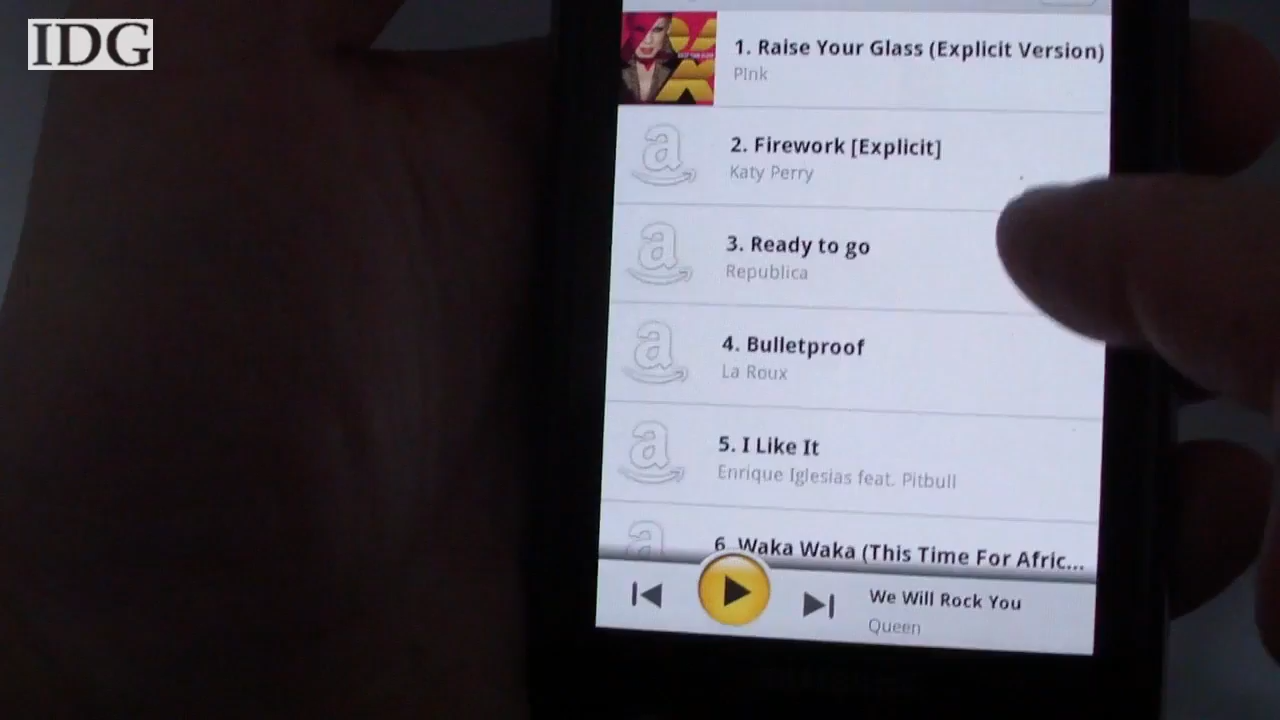 IDG
1. Raise Your Glass (Explicit Version)
PInk
2. Firework [Explicit]
Katy Perry
3. Ready to go
Republica
4. Bulletproof
La Roux
5. I Like It
Enrique Iglesias feat. Pitbull
6. Waka Waka (This Time For Afric...
We Will Rock You
Queen